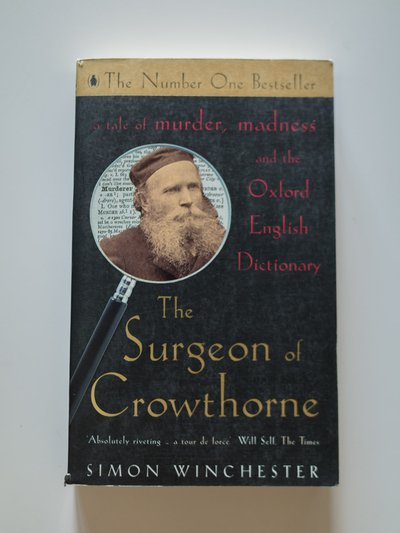 The Number One Bestseller
a tale of murder, madness
and the
Oxford
English
Dictionary
Murderer
The
Surgeon of
Crowthorne
'Absolutely riveting – a tour de force' Will Self, The Times
SIMON WINCHESTER